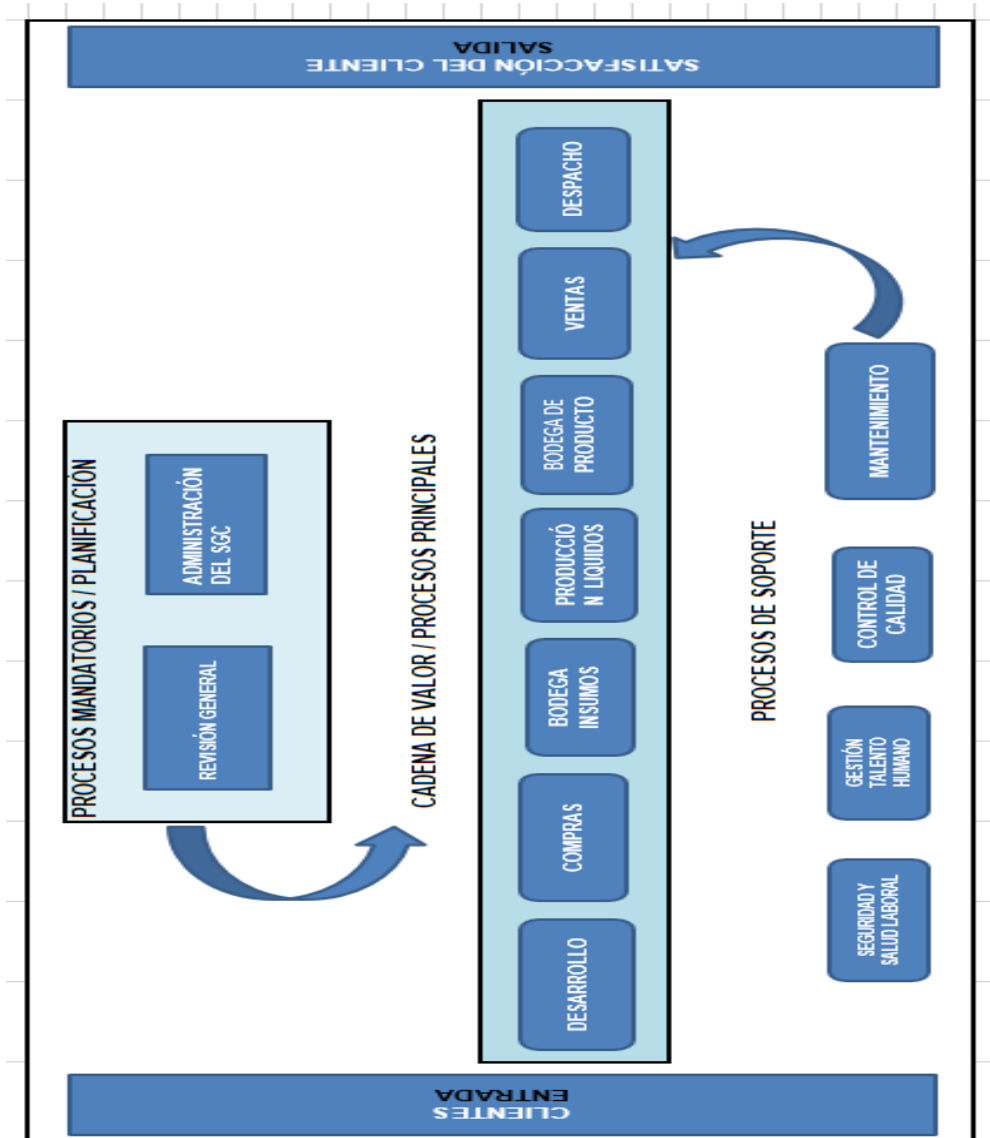 CLIENTES
ENTRADA
PROCESOS MANDATORIOS / PLANIFICACIÓN
REVISIÓN GENERAL
ADMINISTRACIÓN
DEL SGC
CADENA DE VALOR / PROCESOS PRINCIPALES
DESARROLLO
COMPRAS
BODEGA
INSUMOS
PRODUCCIÓ
N LIQUIDOS
BODEGA DE
PRODUCTO
VENTAS
DESPACHO
PROCESOS DE SOPORTE
SEGURIDAD Y
SALUD LABORAL
GESTIÓN
TALENTO
HUMANO
CONTROL DE
CALIDAD
MANTENIMIENTO
SATISFACCIÓN DEL CLIENTE
SALIDA